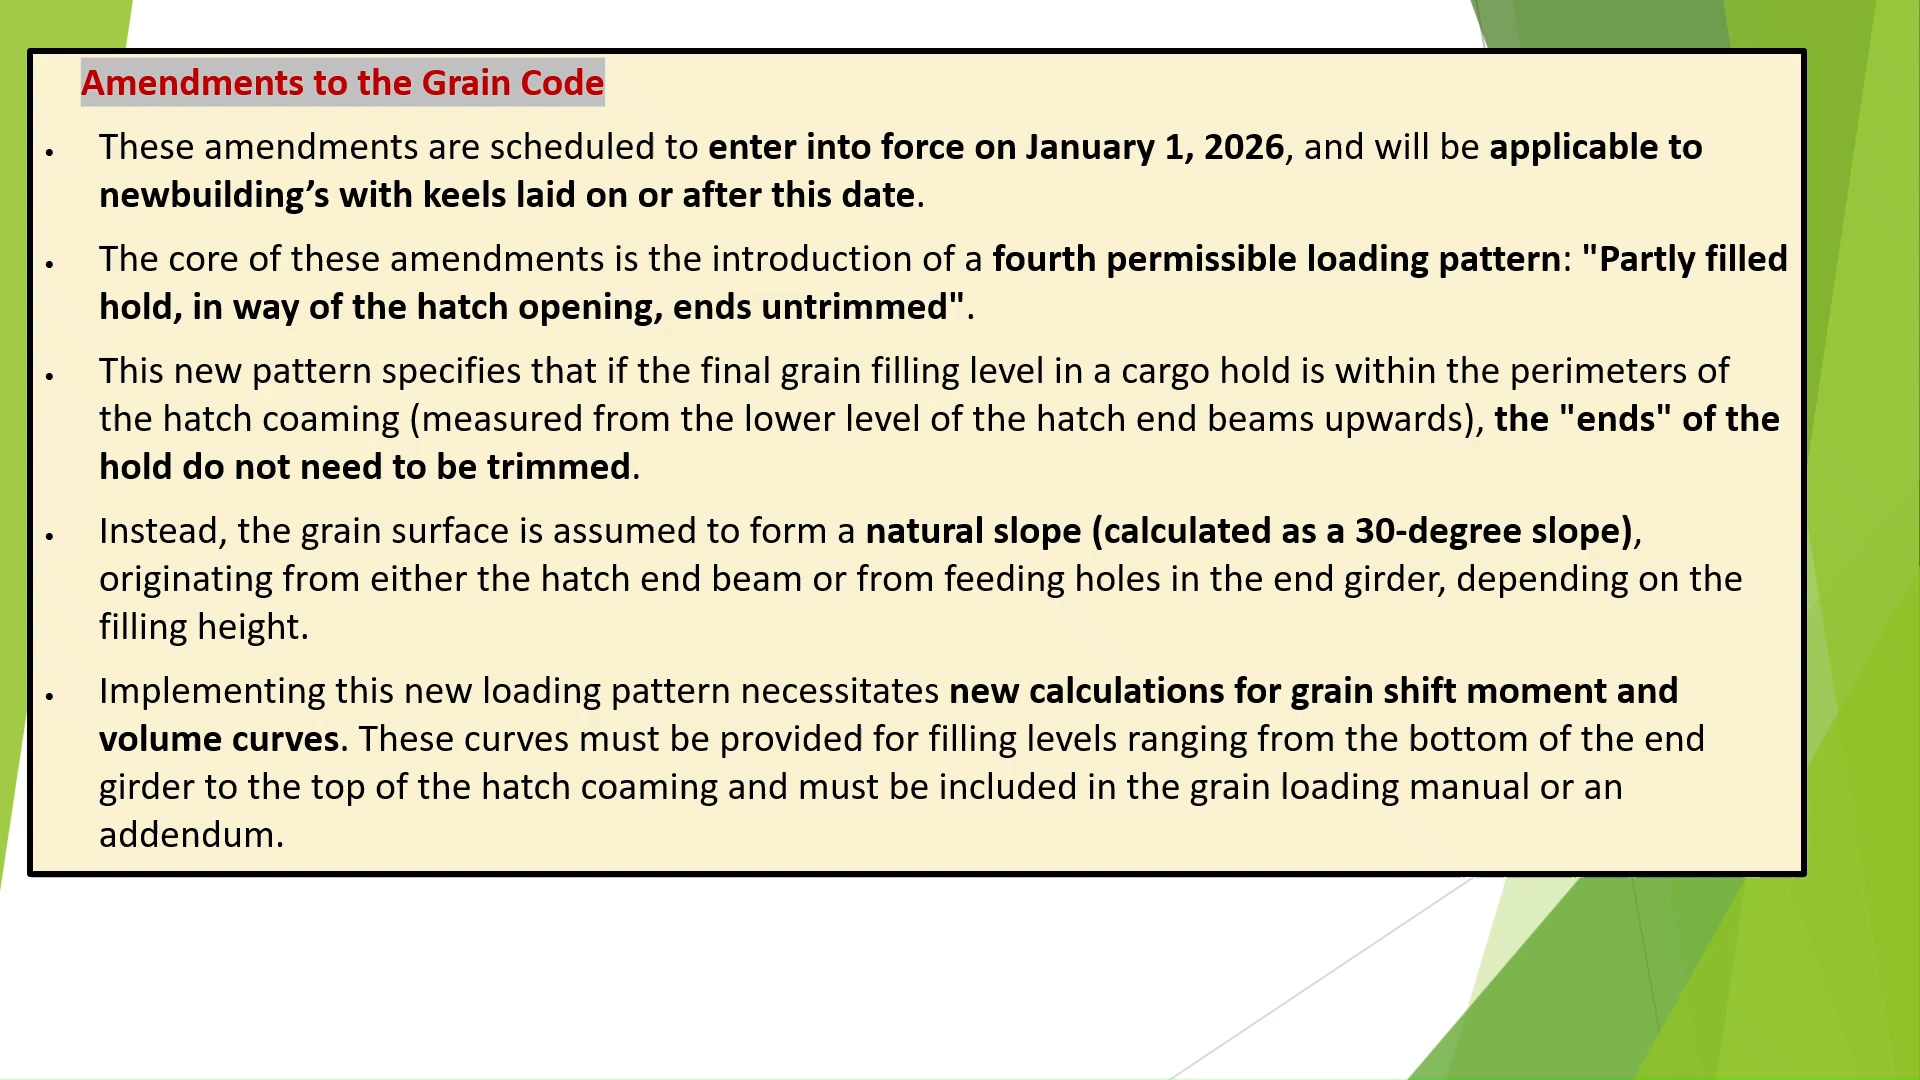 Amendments to the Grain Code
• These amendments are scheduled to enter into force on January 1, 2026, and will be applicable to
newbuilding’s with keels laid on or after this date.
• The core of these amendments is the introduction of a fourth permissible loading pattern: "Partly filled
hold, in way of the hatch opening, ends untrimmed".
• This new pattern specifies that if the final grain filling level in a cargo hold is within the perimeters of
the hatch coaming (measured from the lower level of the hatch end beams upwards), the "ends" of the
hold do not need to be trimmed.
• Instead, the grain surface is assumed to form a natural slope (calculated as a 30-degree slope),
originating from either the hatch end beam or from feeding holes in the end girder, depending on the
filling height.
• Implementing this new loading pattern necessitates new calculations for grain shift moment and
volume curves. These curves must be provided for filling levels ranging from the bottom of the end
girder to the top of the hatch coaming and must be included in the grain loading manual or an
addendum.